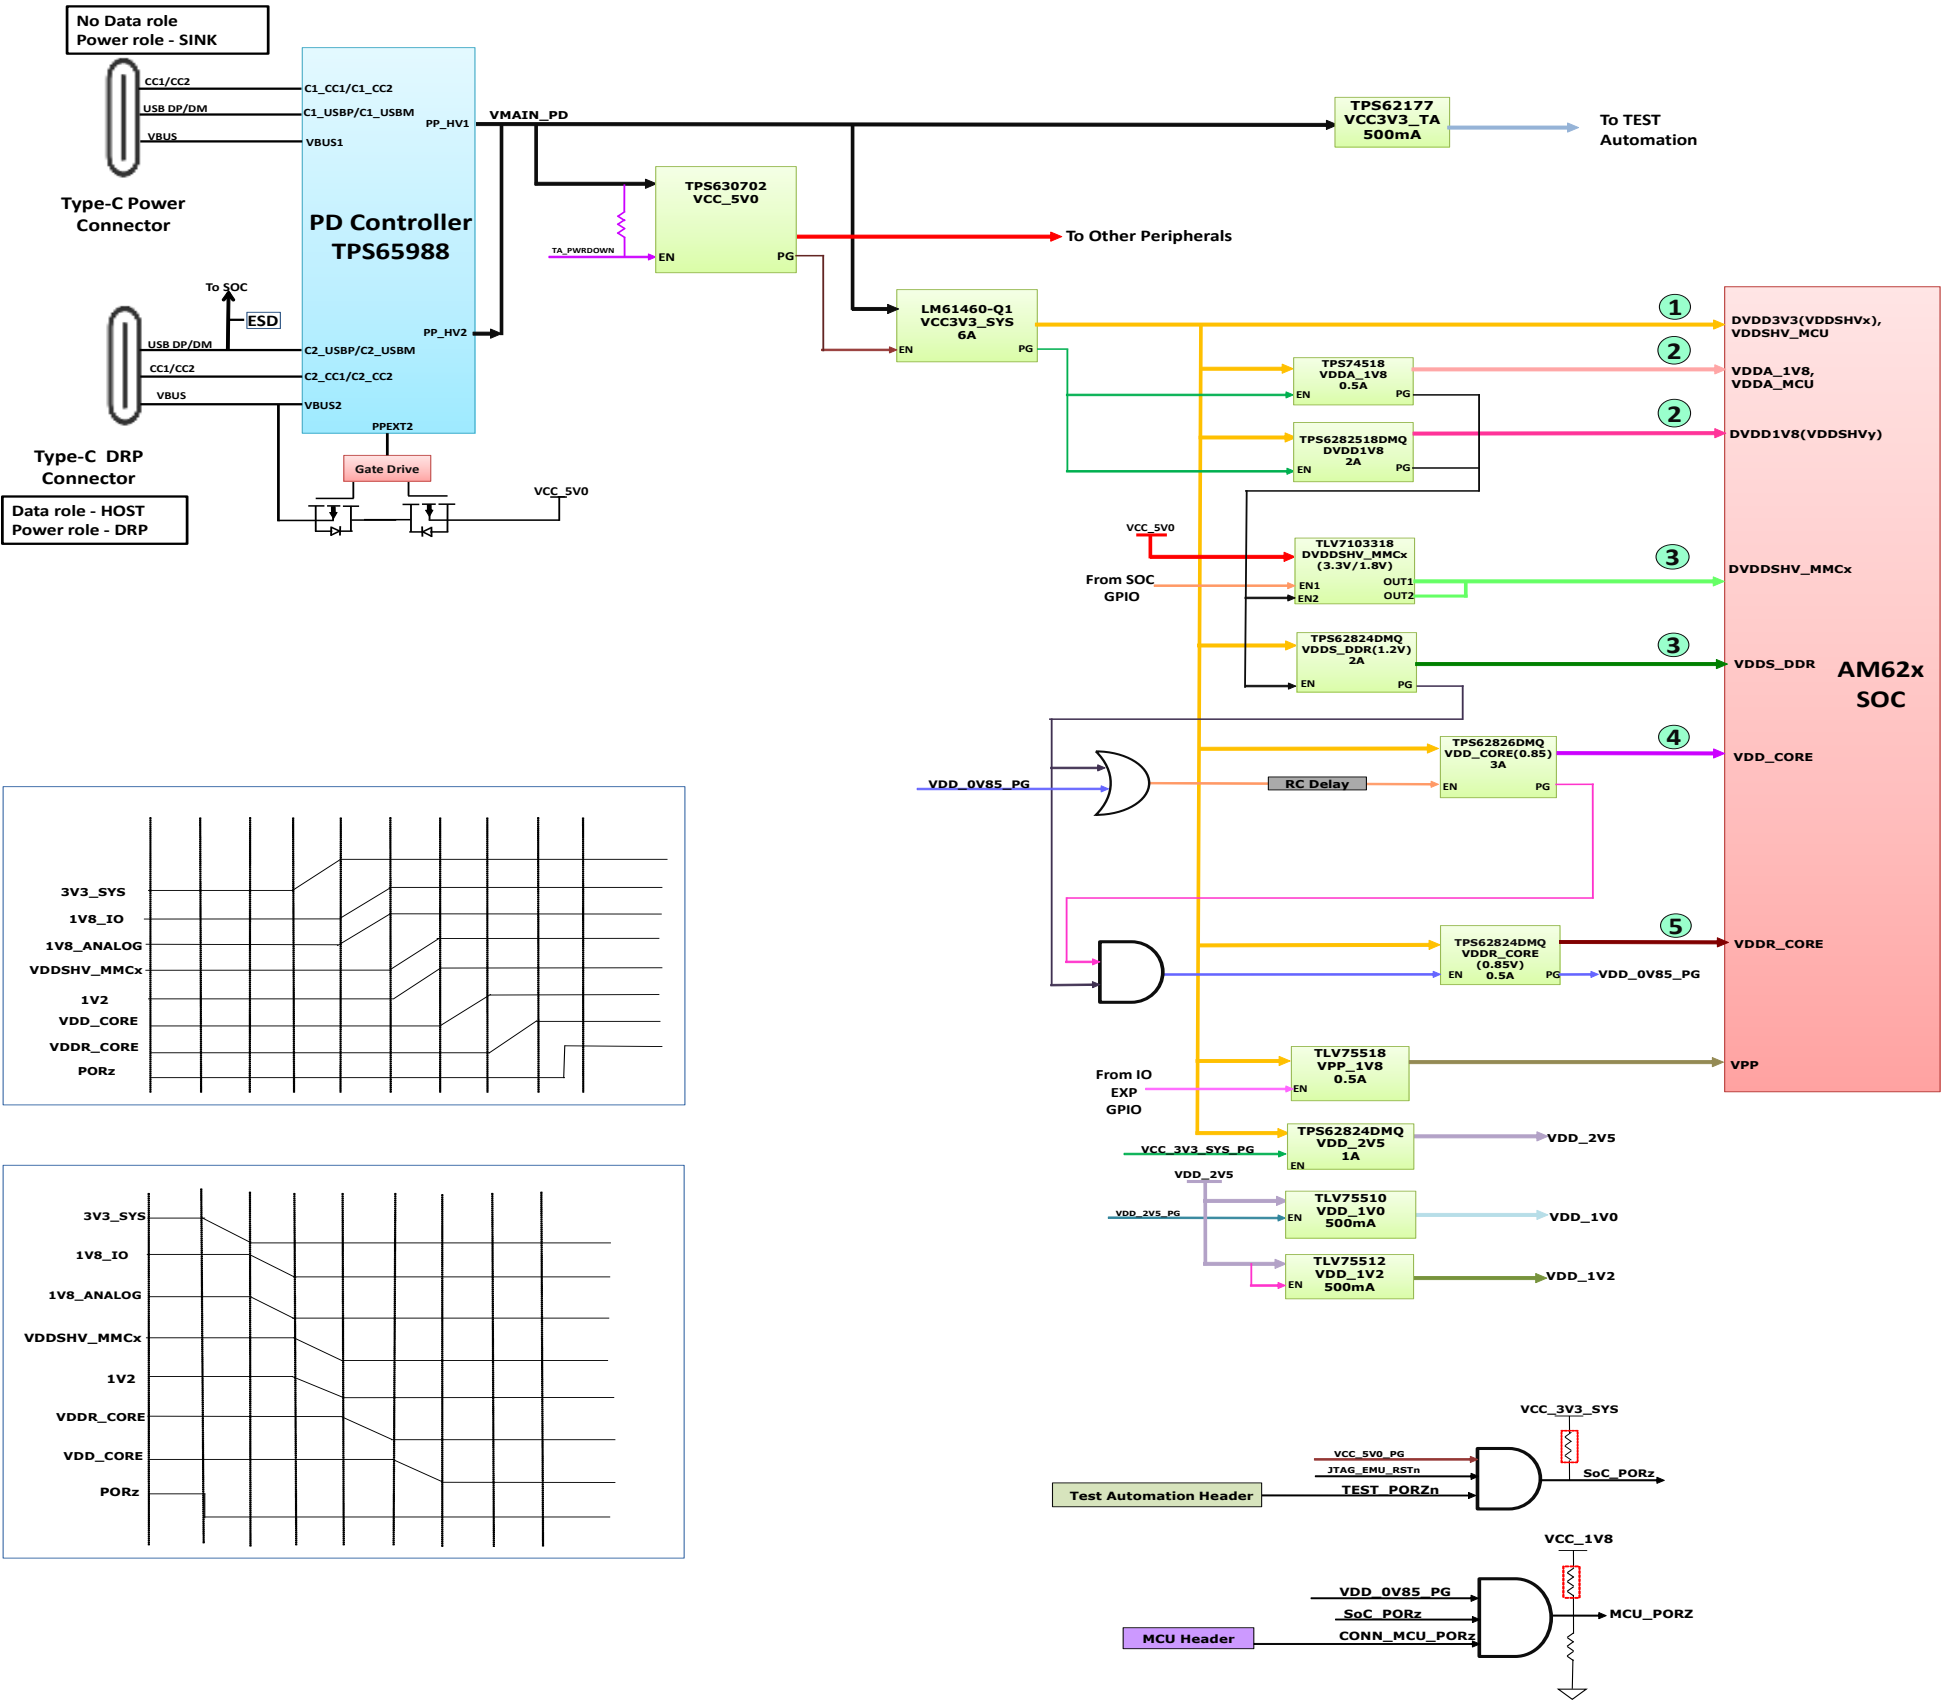 No Data role
Power role - SINK
CC1/CC2
USB DP/DM
VBUS
Type-C Power
Connector
C1_CC1/C1_CC2
C1_USBP/C1_USBM
VBUS1
PP_HV1
PD Controller
TPS65988
PP_HV2
C2_USBP/C2_USBM
C2_CC1/C2_CC2
VBUS2
PPEXT2
To SOC
ESD
USB DP/DM
CC1/CC2
VBUS
Type-C DRP
Connector
Data role - HOST
Power role - DRP
Gate Drive
VCC_5V0
VMAIN_PD
TPS62177
VCC3V3_TA
500mA
To TEST
Automation
TPS630702
VCC_5V0
EN
PG
TA_PWRDOWN
To Other Peripherals
LM61460-Q1
VCC3V3_SYS
6A
EN
PG
1
DVDD3V3(VDDSHVx),
VDDSHV_MCU
TPS74518
VDDA_1V8
0.5A
EN
PG
2
VDDA_1V8,
VDDA_MCU
TPS6282518DMQ
DVDD1V8
2A
EN
PG
2
DVDD1V8(VDDSHVy)
VCC_5V0
From SOC
GPIO
TLV7103318
DVDDSHV_MMCx
(3.3V/1.8V)
EN1
EN2
OUT1
OUT2
3
DVDDSHV_MMCx
TPS62824DMQ
VDDS_DDR(1.2V)
2A
EN
PG
3
VDDS_DDR
AM62x
SOC
VDD_0V85_PG
RC Delay
TPS62826DMQ
VDD_CORE(0.85)
3A
EN
PG
4
VDD_CORE
TPS62824DMQ
VDDR_CORE
(0.85V)
0.5A
EN
PG
VDD_0V85_PG
5
VDDR_CORE
From IO
EXP
GPIO
TLV75518
VPP_1V8
0.5A
EN
VPP
VCC_3V3_SYS_PG
TPS62824DMQ
VDD_2V5
1A
EN
VDD_2V5
VDD_2V5
VDD_2V5_PG
TLV75510
VDD_1V0
500mA
EN
VDD_1V0
TLV75512
VDD_1V2
500mA
EN
VDD_1V2
3V3_SYS
1V8_IO
1V8_ANALOG
VDDSHV_MMCx
1V2
VDD_CORE
VDDR_CORE
PORz
3V3_SYS
1V8_IO
1V8_ANALOG
VDDSHV_MMCx
1V2
VDDR_CORE
VDD_CORE
PORz
VCC_3V3_SYS
VCC_5V0_PG
JTAG_EMU_RSTn
TEST_PORZn
Test Automation Header
SoC_PORz
VCC_1V8
VDD_0V85_PG
SoC_PORz
CONN_MCU_PORz
MCU Header
MCU_PORZ